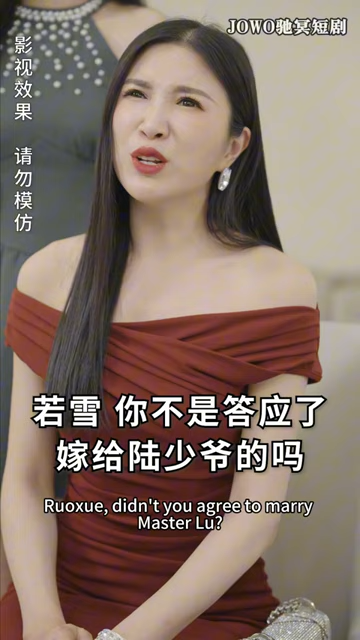 JOWO驰冥短剧
影视效果 请勿模仿
若雪 你不是答应了
嫁给陆少爷的吗
Ruoxue, didn't you agree to marry
Master Lu?